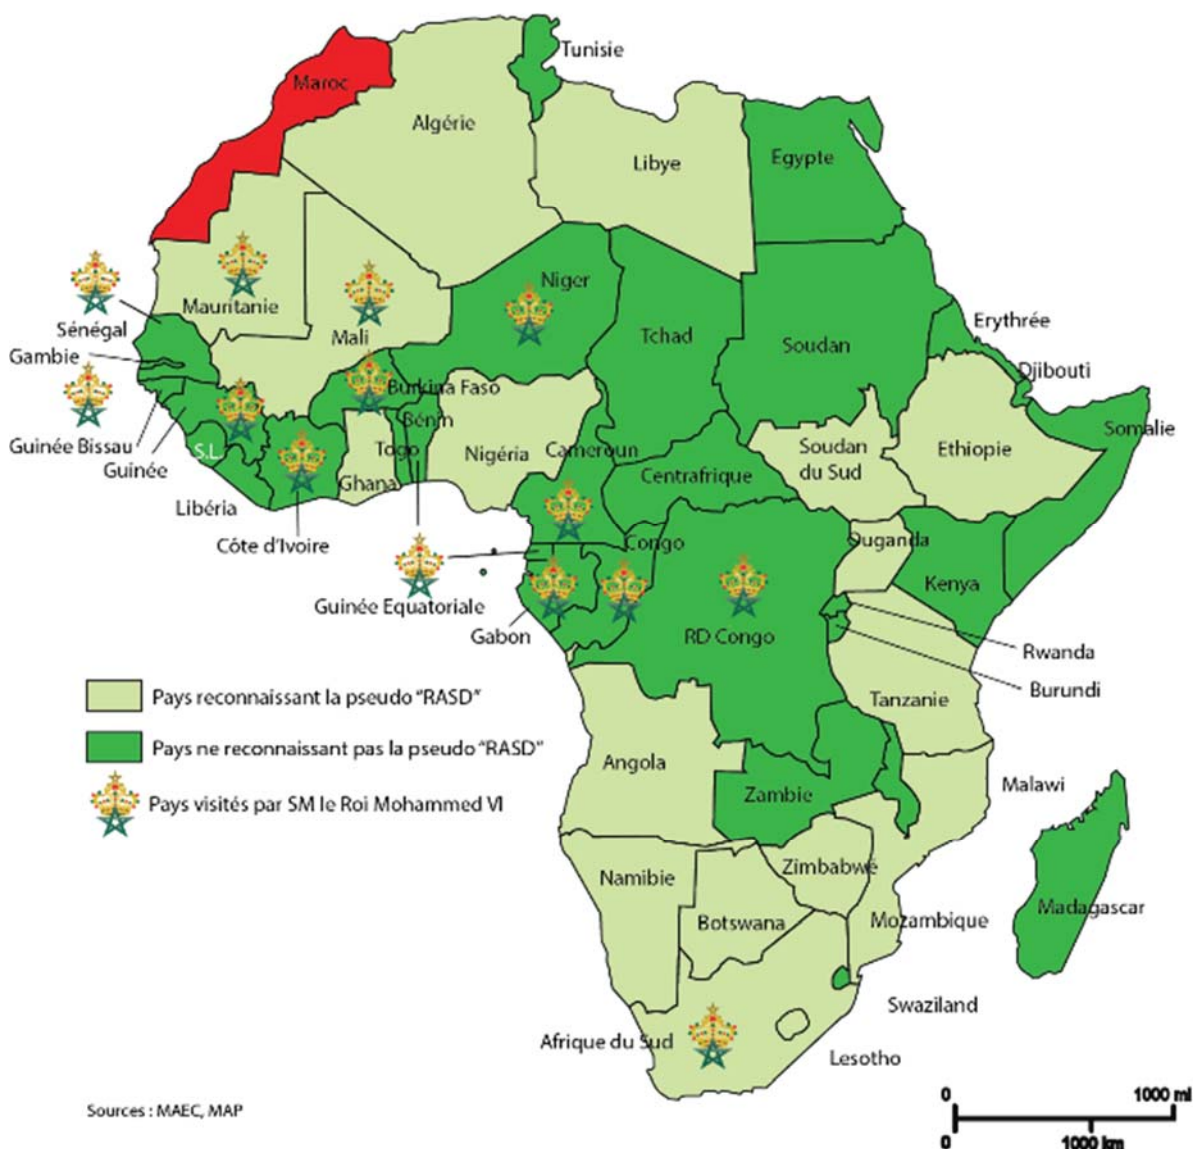 Tunisie
Maroc
Algérie
Libye
Egypte
Mauritanie
Niger
Mali
Tchad
Soudan
Erythrée
Djibouti
Sénégal
Gambie
Guinée Bissau
Guinée
S.L.
Libéria
Côte d'Ivoire
Burkina Faso
Bénin
Togo
Ghana
Nigéria
Cameroun
Centrafrique
Soudan
du Sud
Ethiopie
Somalie
Congo
Ouganda
Kenya
Guinée Equatoriale
Gabon
RD Congo
Rwanda
Burundi
Tanzanie
Pays reconnaissant la pseudo "RASD"
Pays ne reconnaissant pas la pseudo "RASD"
Pays visités par SM le Roi Mohammed VI
Angola
Zambie
Malawi
Zimbabwé
Namibie
Botswana
Mozambique
Madagascar
Swaziland
Afrique du Sud
Lesotho
Sources : MAEC, MAP
0 1000 mi
0 1000 km